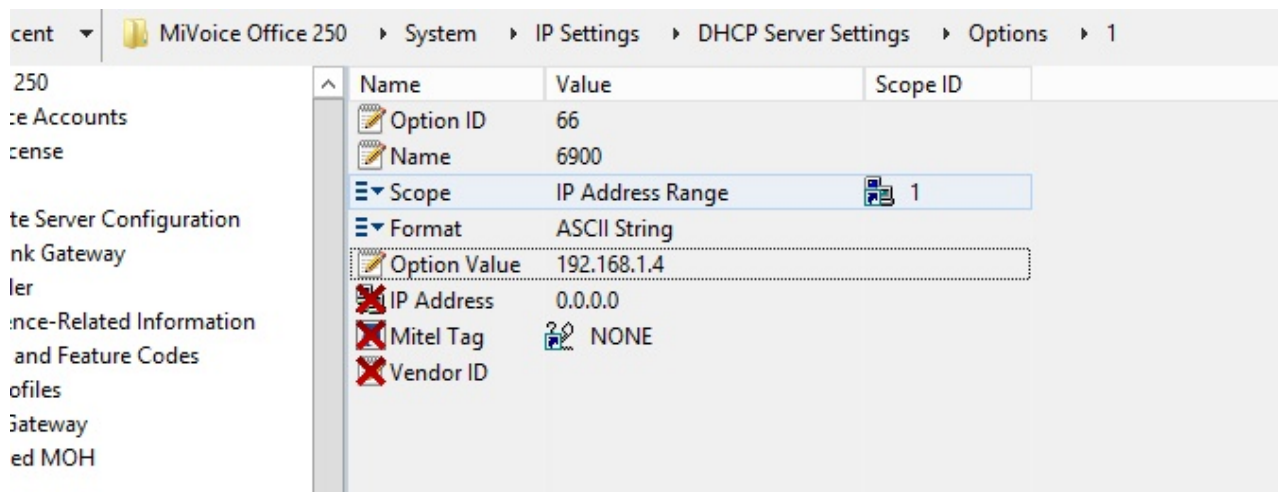 cent MiVoice Office 250 System IP Settings DHCP Server Settings Options 1
250
ce Accounts
cense
te Server Configuration
nk Gateway
ler
ence-Related Information
and Feature Codes
ofiles
Gateway
ed MOH
Name Value Scope ID
Option ID 66
Name 6900
Scope IP Address Range 1
Format ASCII String
Option Value 192.168.1.4
IP Address 0.0.0.0
Mitel Tag NONE
Vendor ID